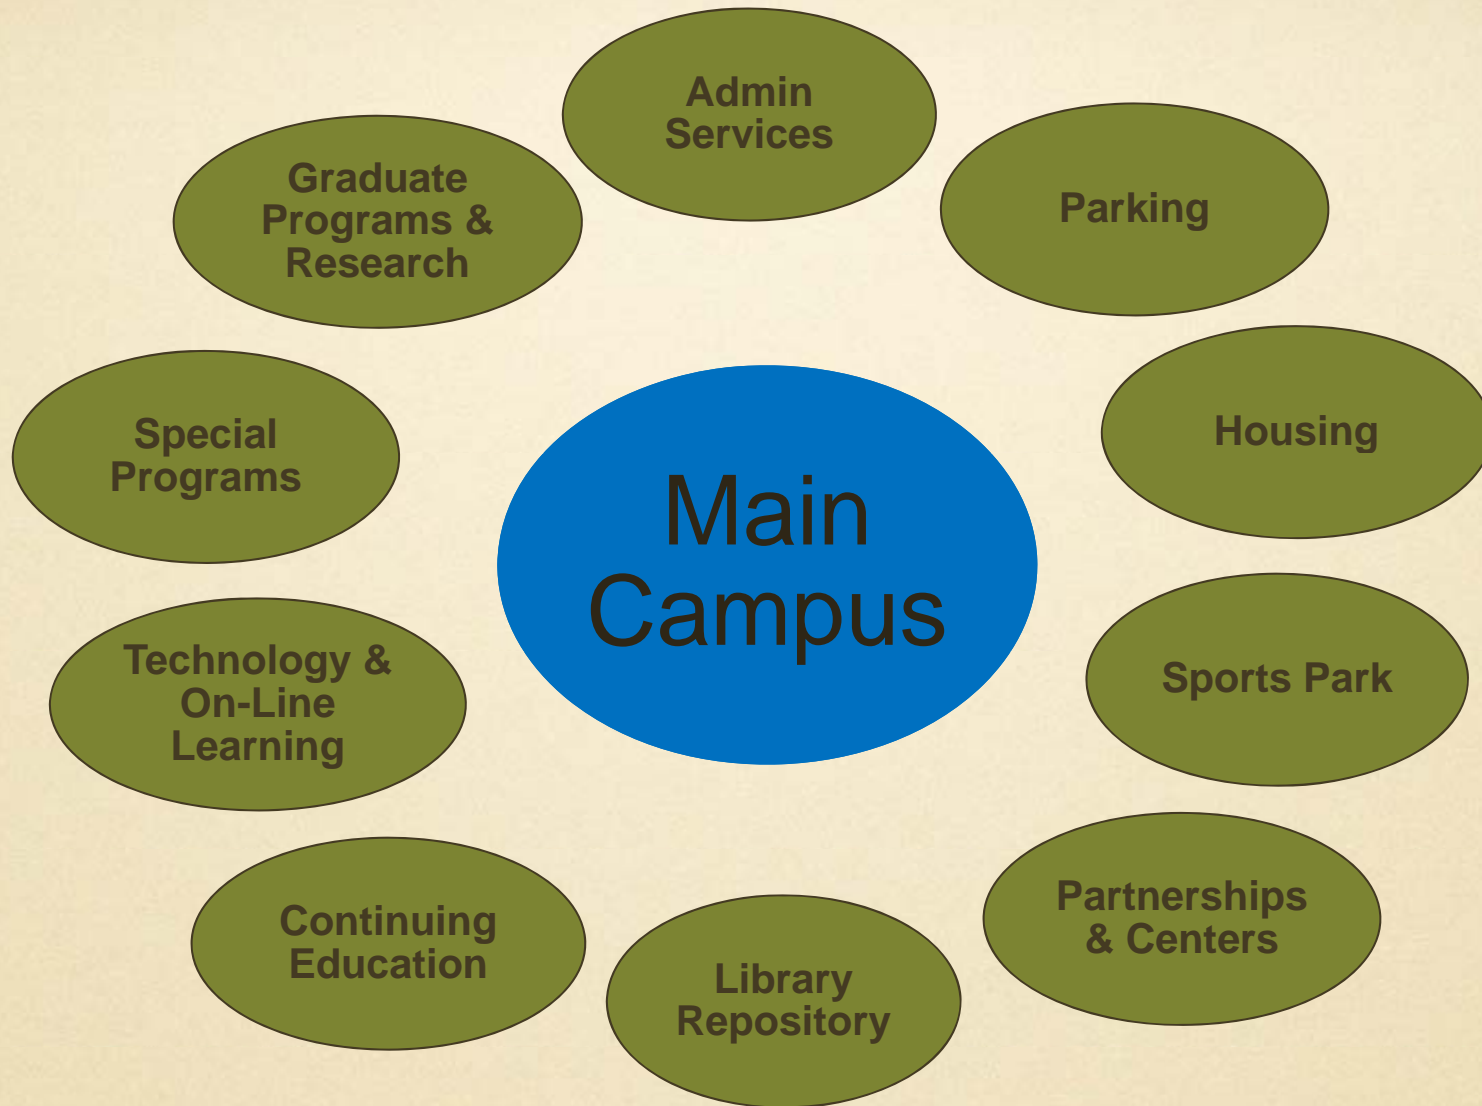 Admin
Services
Parking
Housing
Sports Park
Partnerships
& Centers
Library
Repository
Continuing
Education
Technology &
On-Line
Learning
Special
Programs
Graduate
Programs &
Research
Main
Campus